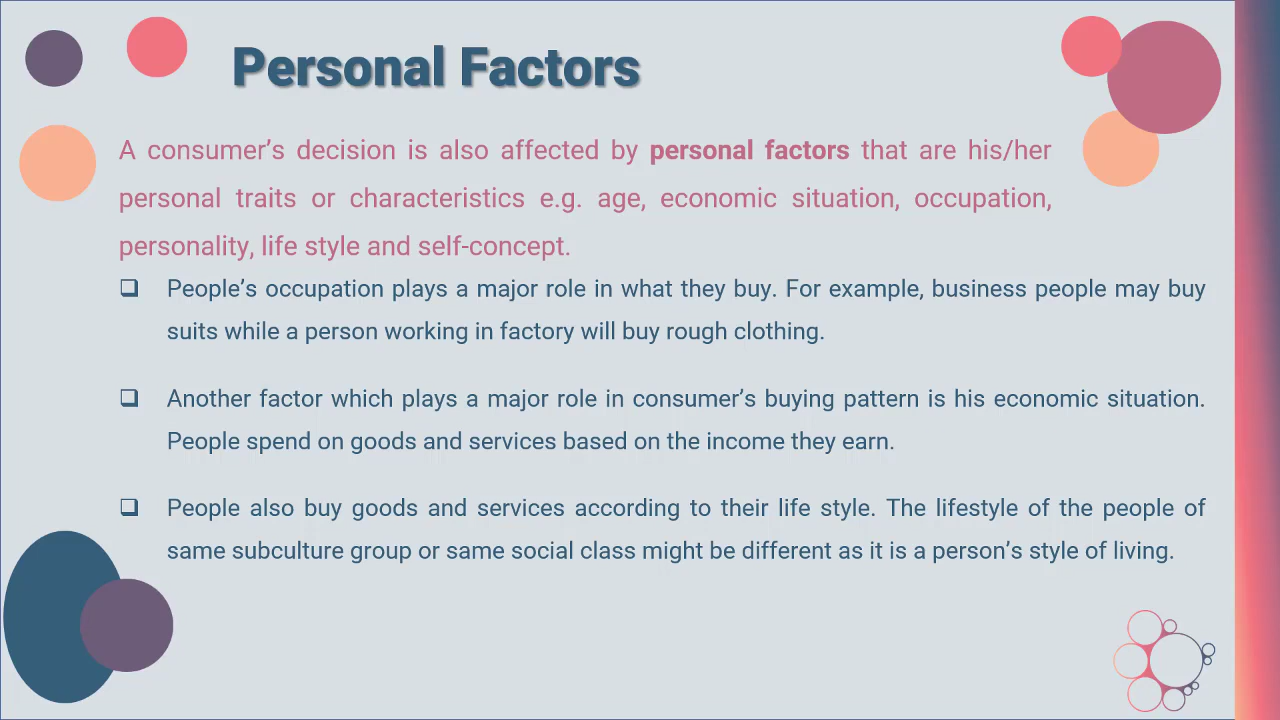 Personal Factors
A consumer’s decision is also affected by personal factors that are his/her
personal traits or characteristics e.g. age, economic situation, occupation,
personality, life style and self-concept.
❑ People’s occupation plays a major role in what they buy. For example, business people may buy
suits while a person working in factory will buy rough clothing.
❑ Another factor which plays a major role in consumer’s buying pattern is his economic situation.
People spend on goods and services based on the income they earn.
❑ People also buy goods and services according to their life style. The lifestyle of the people of
same subculture group or same social class might be different as it is a person’s style of living.